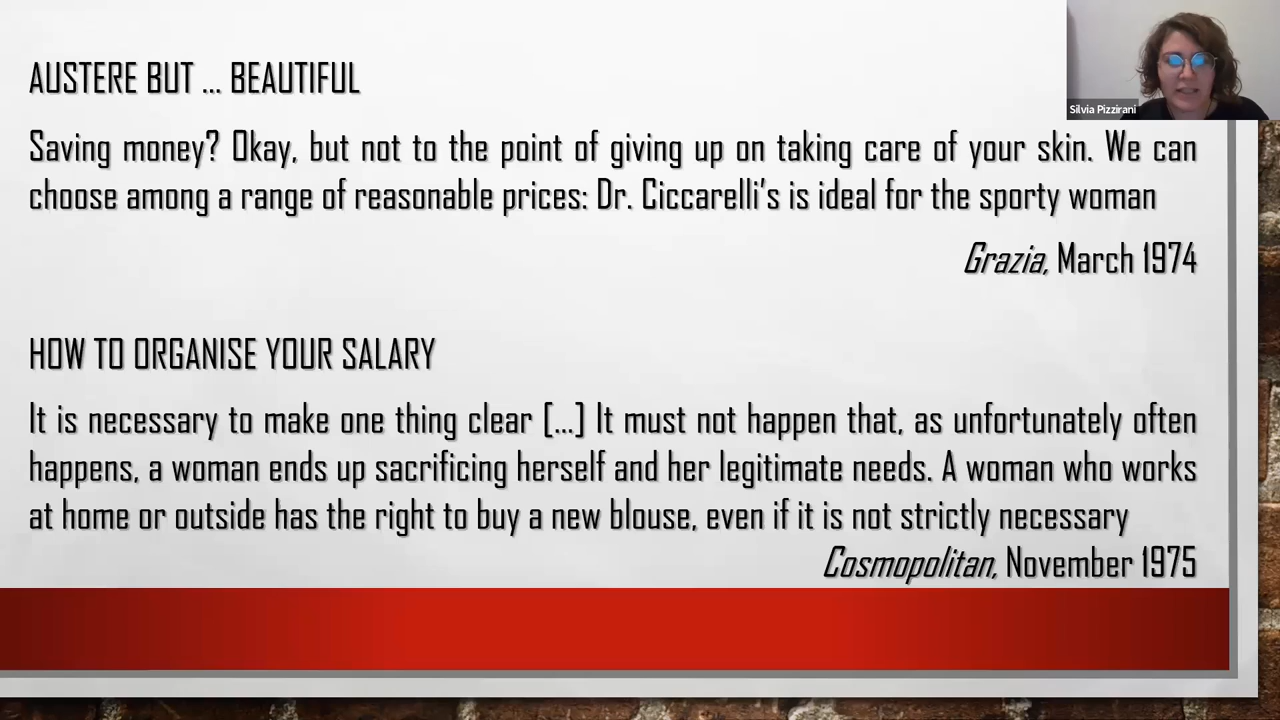 AUSTERE BUT ... BEAUTIFUL
Silvia Pizzirani
Saving money? Okay, but not to the point of giving up on taking care of your skin. We can
choose among a range of reasonable prices: Dr. Ciccarelli's is ideal for the sporty woman
Grazia, March 1974
HOW TO ORGANISE YOUR SALARY
It is necessary to make one thing clear [...] It must not happen that, as unfortunately often
happens, a woman ends up sacrificing herself and her legitimate needs. A woman who works
at home or outside has the right to buy a new blouse, even if it is not strictly necessary
Cosmopolitan, November 1975